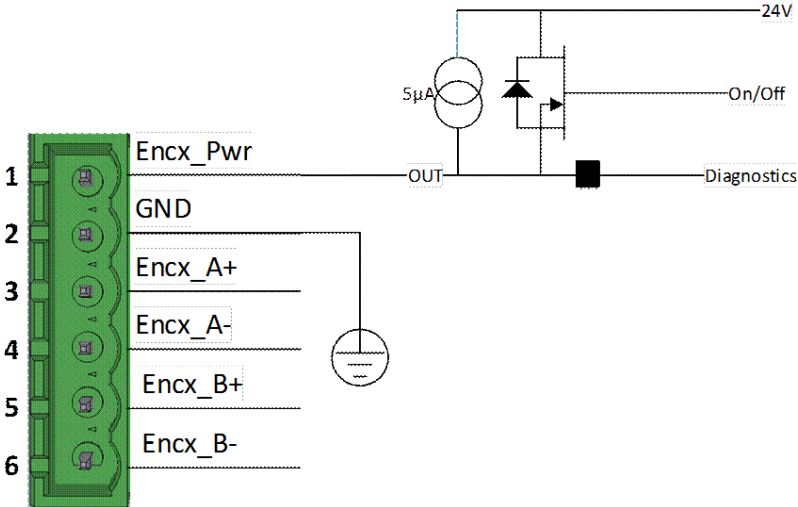 24V
5µA
On/Off
1 Encx_Pwr OUT Diagnostics
2 GND
3 Encx_A+
4 Encx_A-
5 Encx_B+
6 Encx_B-